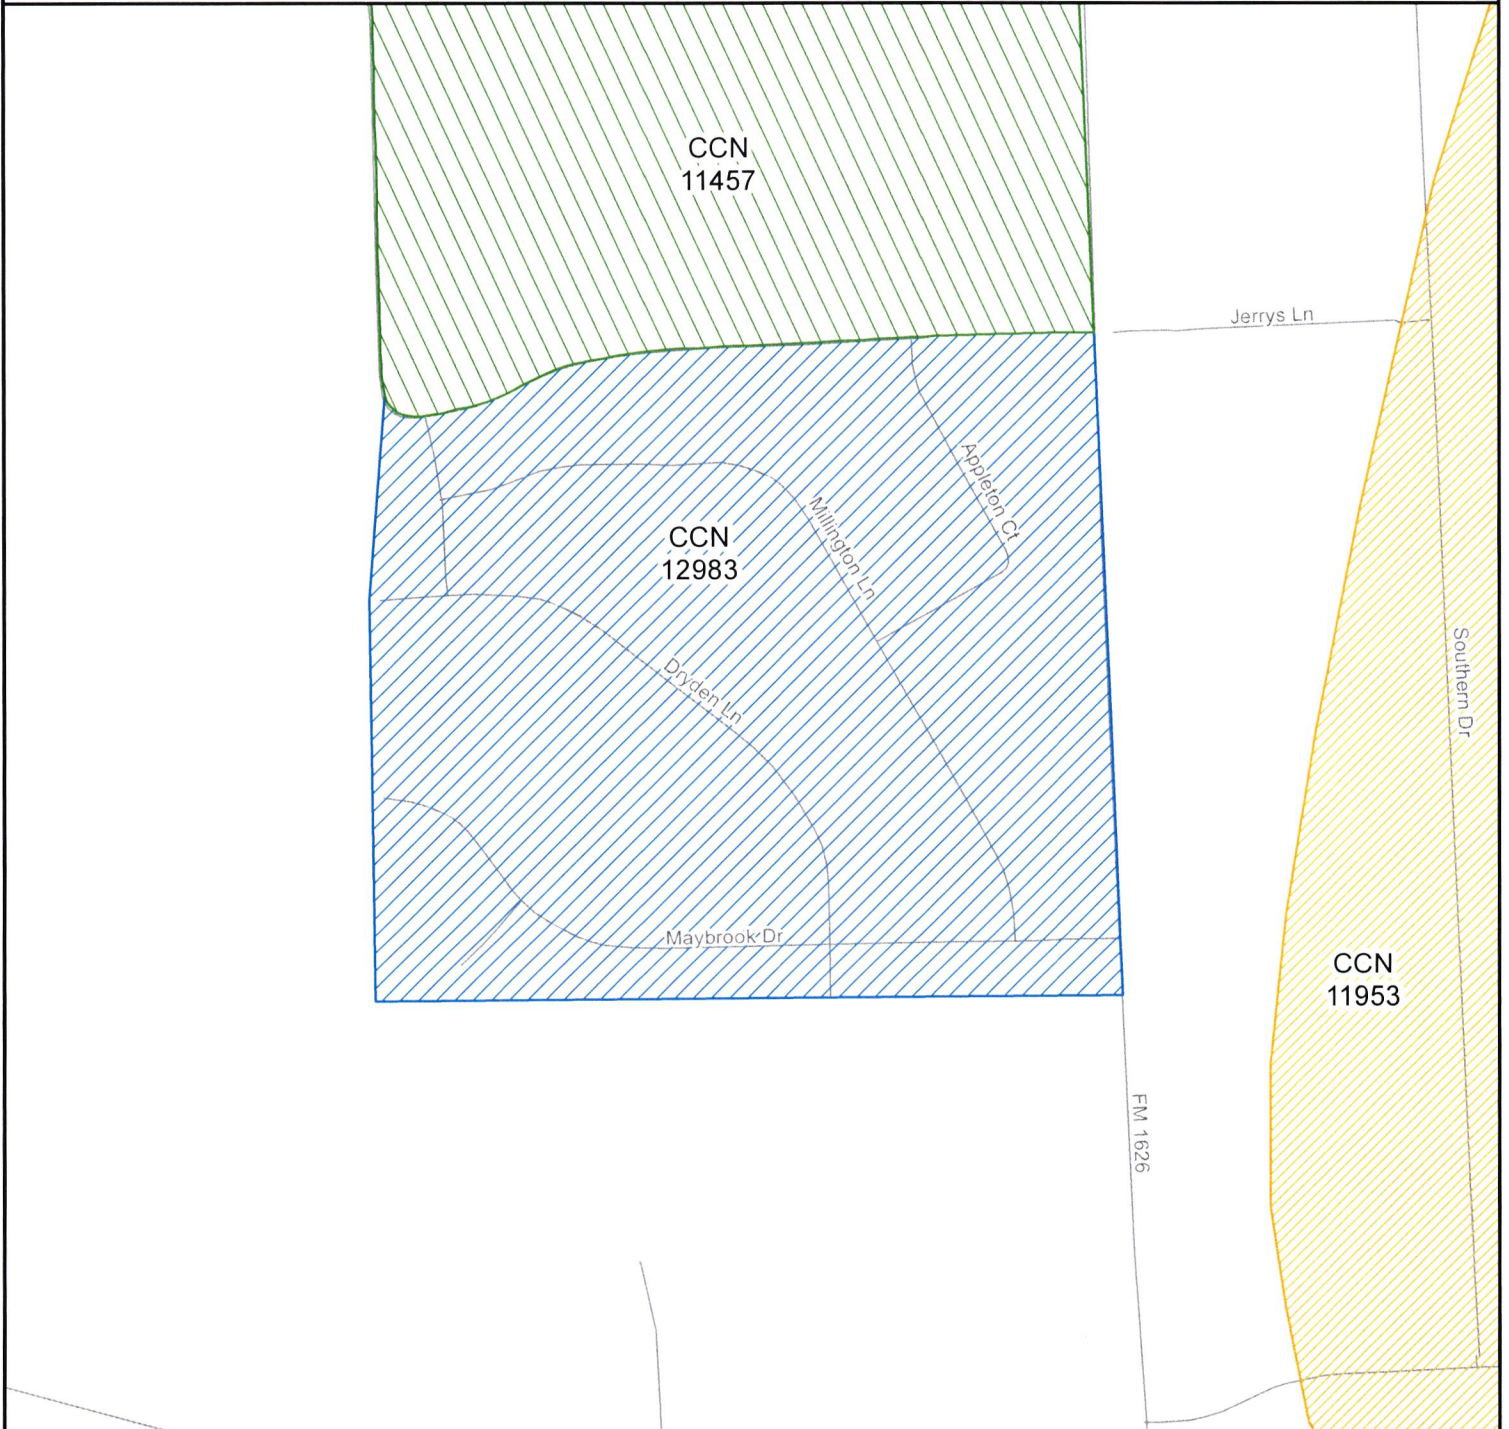 CCN
11457
Jerrys Ln
Appleton Ct
Millington Ln
CCN
12983
Dryden Ln
Southern Dr
Maybrook Dr
CCN
11953
FM 1626